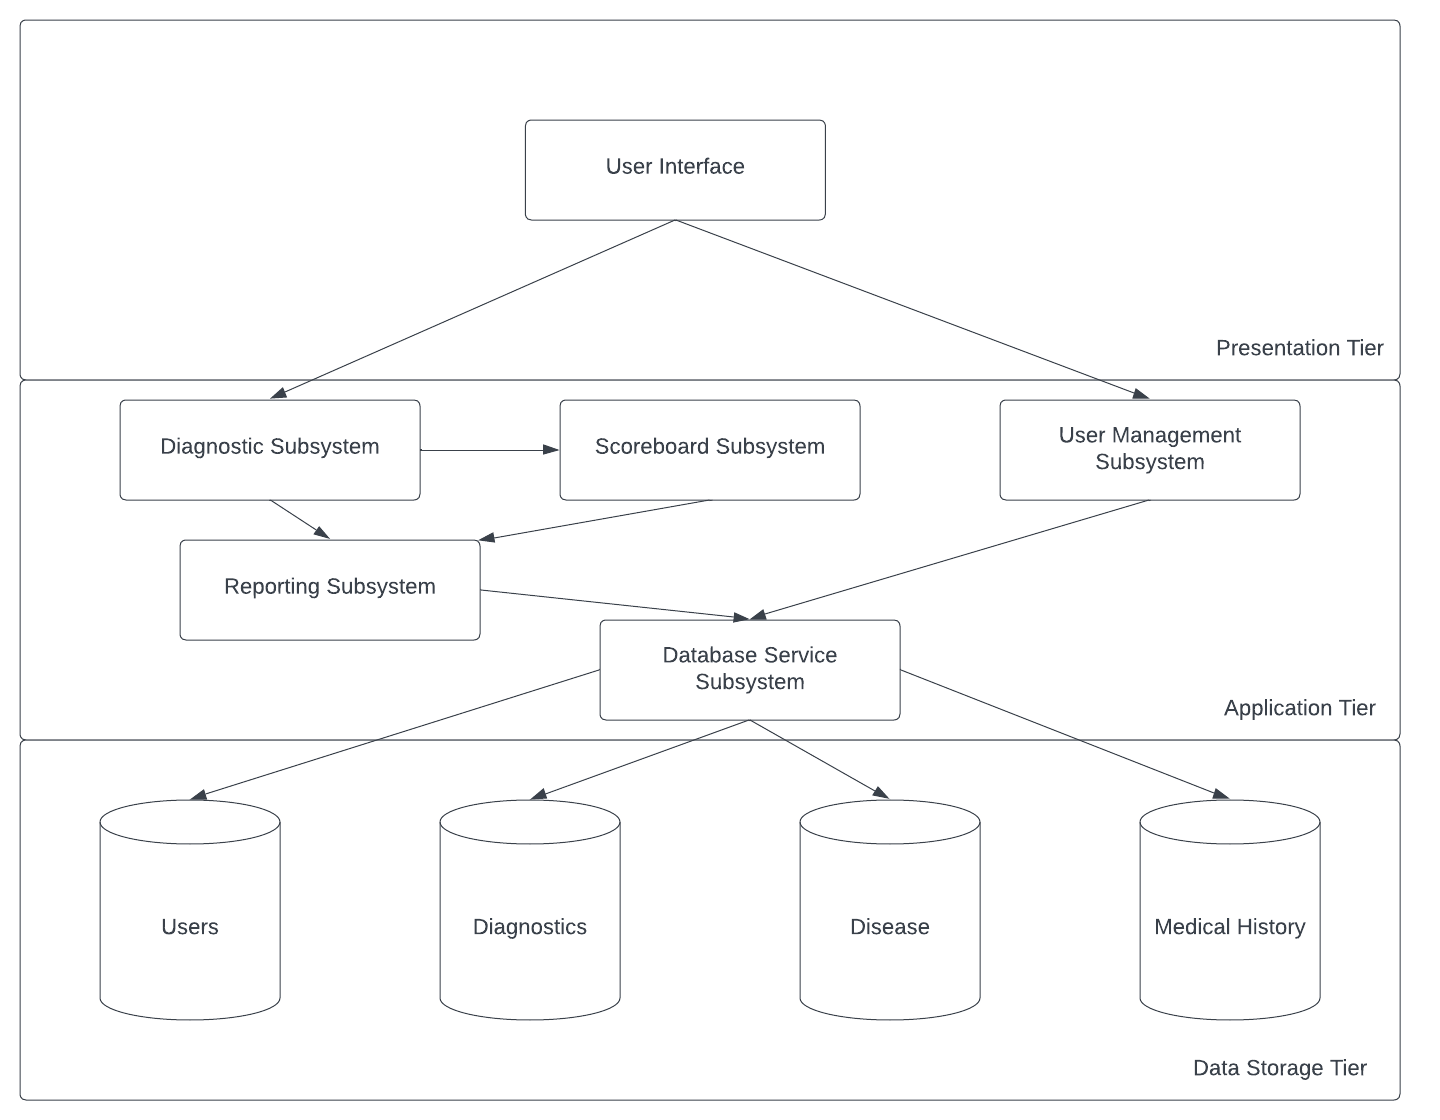 User Interface
Presentation Tier
Diagnostic Subsystem
Scoreboard Subsystem
User Management
Subsystem
Reporting Subsystem
Database Service
Subsystem
Application Tier
Users
Diagnostics
Disease
Medical History
Data Storage Tier